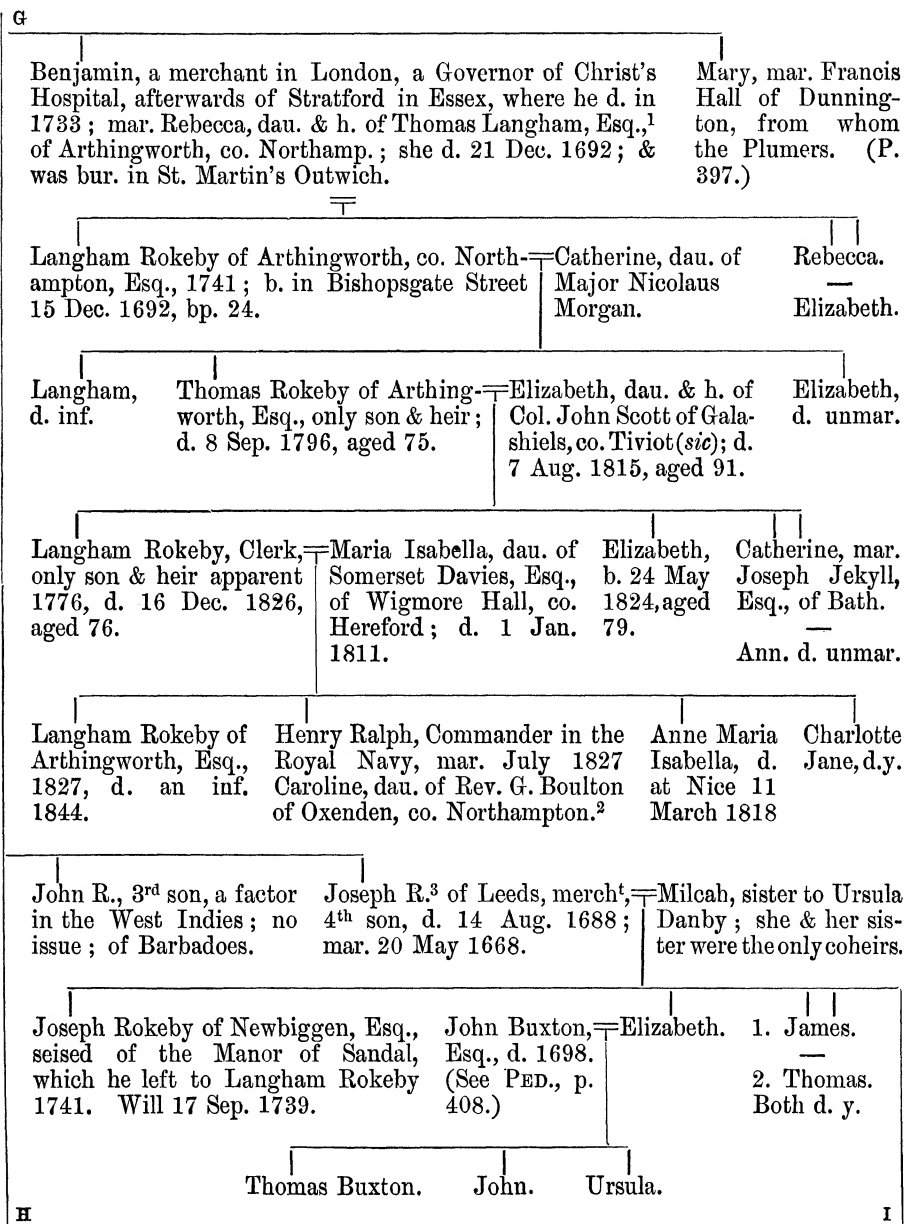 G
Benjamin, a merchant in London, a Governor of Christ's
Hospital, afterwards of Stratford in Essex, where he d. in
1733 ; mar. Rebecca, dau. & h. of Thomas Langham, Esq.,¹
of Arthingworth, co. Northamp. ; she d. 21 Dec. 1692 ; &
was bur. in St. Martin's Outwich.
Mary, mar. Francis
Hall of Dunning-
ton, from whom
the Plumers. (P.
397.)
Langham Rokeby of Arthingworth, co. North-
ampton, Esq., 1741 ; b. in Bishopsgate Street
15 Dec. 1692, bp. 24.
Catherine, dau. of
Major Nicolaus
Morgan.
Rebecca.
—
Elizabeth.
Langham,
d. inf.
Thomas Rokeby of Arthing-
worth, Esq., only son & heir ;
d. 8 Sep. 1796, aged 75.
Elizabeth, dau. & h. of
Col. John Scott of Gala-
shiels, co. Tiviot (sic) ; d.
7 Aug. 1815, aged 91.
Elizabeth,
d. unmar.
Langham Rokeby, Clerk,
only son & heir apparent
1776, d. 16 Dec. 1826,
aged 76.
Maria Isabella, dau. of
Somerset Davies, Esq.,
of Wigmore Hall, co.
Hereford ; d. 1 Jan.
1811.
Elizabeth,
b. 24 May
1824, aged
79.
Catherine, mar.
Joseph Jekyll,
Esq., of Bath.
—
Ann. d. unmar.
Langham Rokeby of
Arthingworth, Esq.,
1827, d. an inf.
1844.
Henry Ralph, Commander in the
Royal Navy, mar. July 1827
Caroline, dau. of Rev. G. Boulton
of Oxenden, co. Northampton.²
Anne Maria
Isabella, d.
at Nice 11
March 1818
Charlotte
Jane, d.y.
John R., 3rd son, a factor
in the West Indies ; no
issue ; of Barbadoes.
Joseph R.³ of Leeds, mercht,
4th son, d. 14 Aug. 1688 ;
mar. 20 May 1668.
Milcah, sister to Ursula
Danby ; she & her sis-
ter were the only coheirs.
Joseph Rokeby of Newbiggen, Esq.,
seised of the Manor of Sandal,
which he left to Langham Rokeby
1741. Will 17 Sep. 1739.
John Buxton,
Esq., d. 1698.
(See PED., p.
408.)
Elizabeth.
1. James.
—
2. Thomas.
Both d. y.
Thomas Buxton. John. Ursula.
H I